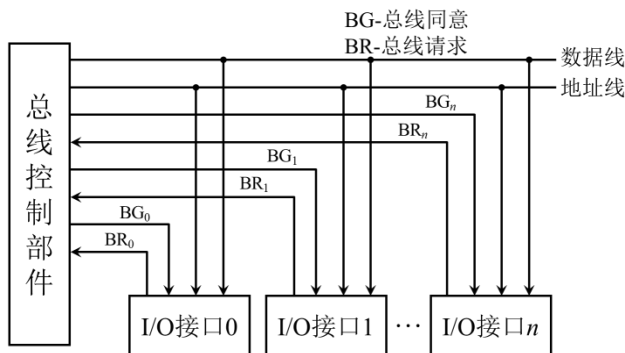 BG-总线同意
BR-总线请求
数据线
地址线
总线控制部件
BGₙ
BRₙ
BG₁
BR₁
BG₀
BR₀
I/O接口0
I/O接口1
…
I/O接口n